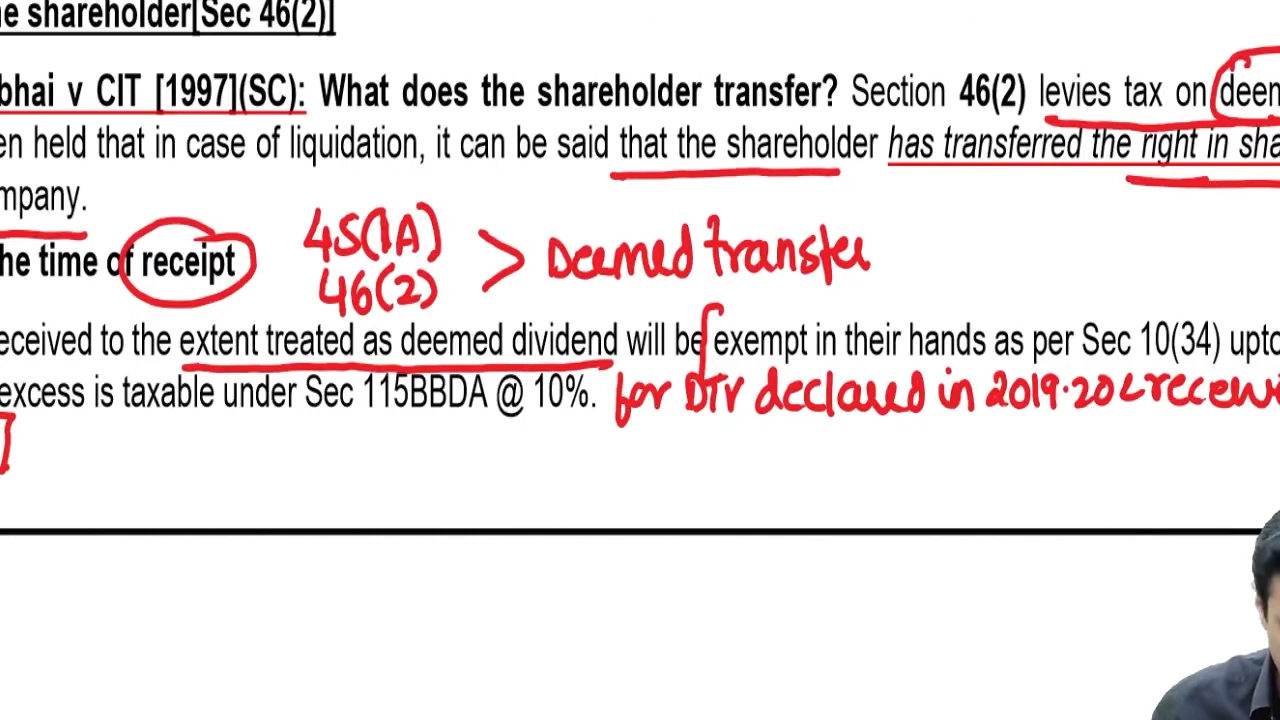 he shareholder[Sec 46(2)]
bhai v CIT [1997](SC): What does the shareholder transfer? Section 46(2) levies tax on deem
en held that in case of liquidation, it can be said that the shareholder has transferred the right in sha
mpany.
he time of receipt
45(1A)
46(2)
> Deemed transfer
eceived to the extent treated as deemed dividend will be exempt in their hands as per Sec 10(34) upto
excess is taxable under Sec 115BBDA @ 10%. for DIV declared in 2019-20 & receiv
]